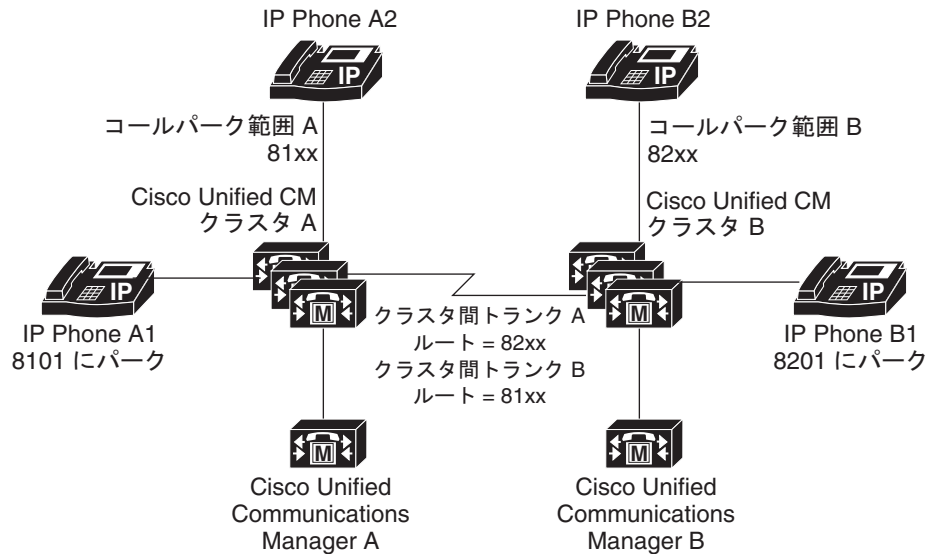 IP Phone A2
IP Phone B2
IP
IP
コールパーク範囲 A
81xx
コールパーク範囲 B
82xx
Cisco Unified CM
クラスタ A
Cisco Unified CM
クラスタ B
IP
M
M
IP
IP Phone A1
8101 にパーク
クラスタ間トランク A
ルート = 82xx
クラスタ間トランク B
ルート = 81xx
IP Phone B1
8201 にパーク
M
M
Cisco Unified
Communications
Manager A
Cisco Unified
Communications
Manager B